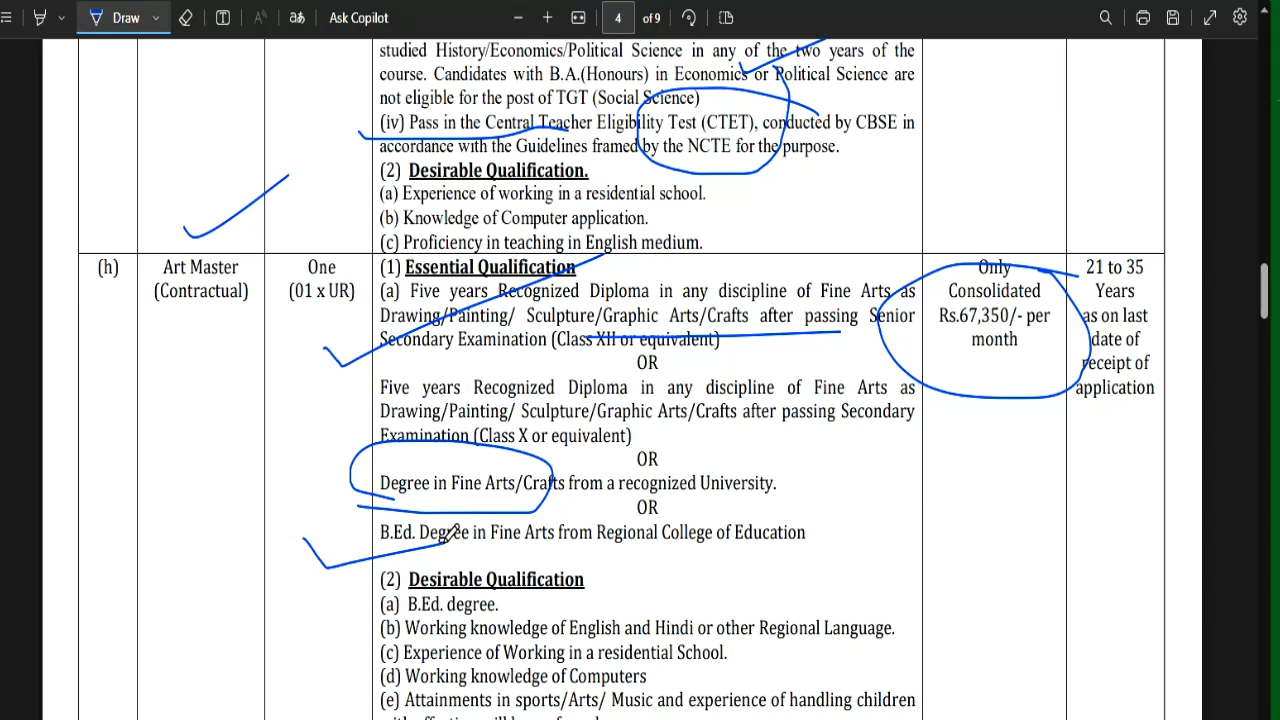 Draw
Ask Copilot
4 of 9
studied History/Economics/Political Science in any of the two years of the
course. Candidates with B.A.(Honours) in Economics or Political Science are
not eligible for the post of TGT (Social Science)
(iv) Pass in the Central Teacher Eligibility Test (CTET), conducted by CBSE in
accordance with the Guidelines framed by the NCTE for the purpose.
(2) Desirable Qualification.
(a) Experience of working in a residential school.
(b) Knowledge of Computer application.
(c) Proficiency in teaching in English medium.
(h)
Art Master
(Contractual)
One
(01 x UR)
(1) Essential Qualification
(a) Five years Recognized Diploma in any discipline of Fine Arts as
Drawing/Painting/ Sculpture/Graphic Arts/Crafts after passing Senior
Secondary Examination (Class XII or equivalent)
OR
Five years Recognized Diploma in any discipline of Fine Arts as
Drawing/Painting/ Sculpture/Graphic Arts/Crafts after passing Secondary
Examination (Class X or equivalent)
OR
Degree in Fine Arts/Crafts from a recognized University.
OR
B.Ed. Degree in Fine Arts from Regional College of Education
(2) Desirable Qualification
(a) B.Ed. degree.
(b) Working knowledge of English and Hindi or other Regional Language.
(c) Experience of Working in a residential School.
(d) Working knowledge of Computers
(e) Attainments in sports/Arts/ Music and experience of handling children
Only
Consolidated
Rs.67,350/- per
month
21 to 35
Years
as on last
date of
receipt of
application